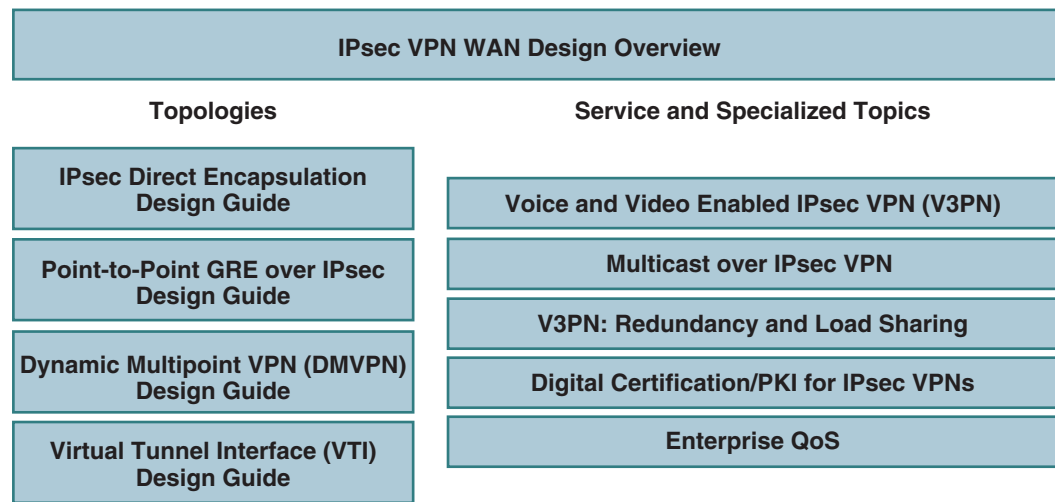 IPsec VPN WAN Design Overview
Topologies
IPsec Direct Encapsulation
Design Guide
Point-to-Point GRE over IPsec
Design Guide
Dynamic Multipoint VPN (DMVPN)
Design Guide
Virtual Tunnel Interface (VTI)
Design Guide
Service and Specialized Topics
Voice and Video Enabled IPsec VPN (V3PN)
Multicast over IPsec VPN
V3PN: Redundancy and Load Sharing
Digital Certification/PKI for IPsec VPNs
Enterprise QoS